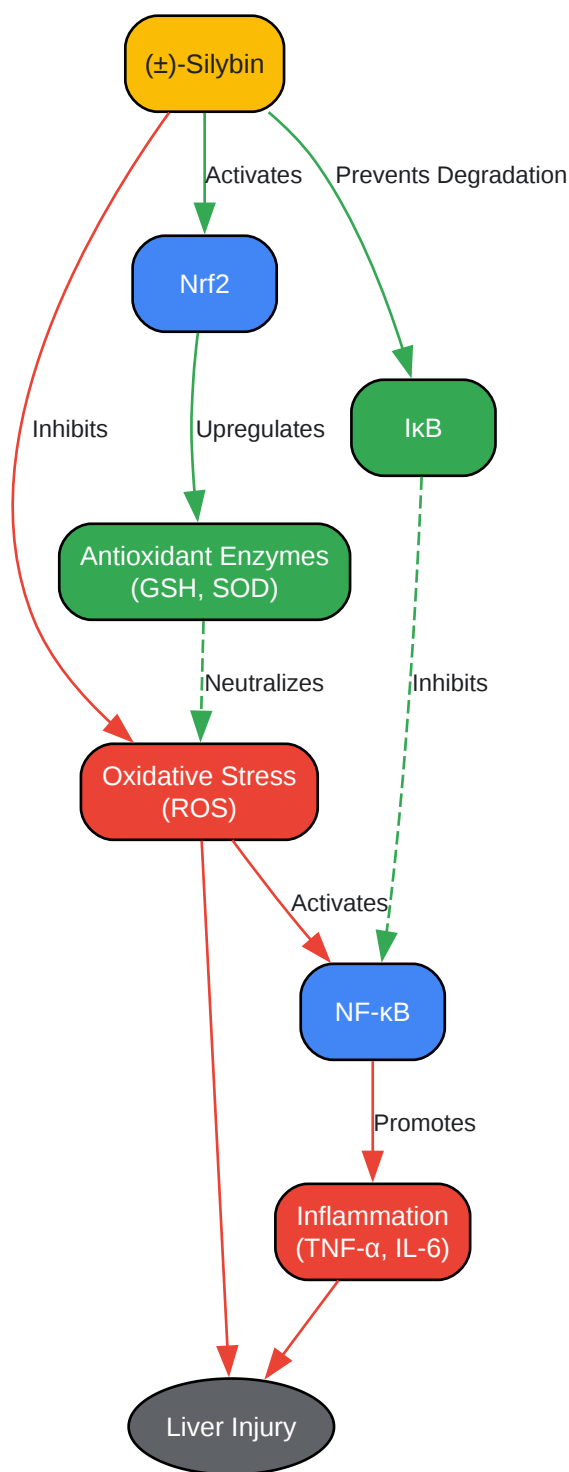 (±)-Silybin
Activates
Prevents Degradation
Nrf2
IκB
Inhibits
Upregulates
Antioxidant Enzymes
(GSH, SOD)
Neutralizes
Inhibits
Oxidative Stress
(ROS)
Activates
NF-κB
Promotes
Inflammation
(TNF-α, IL-6)
Liver Injury